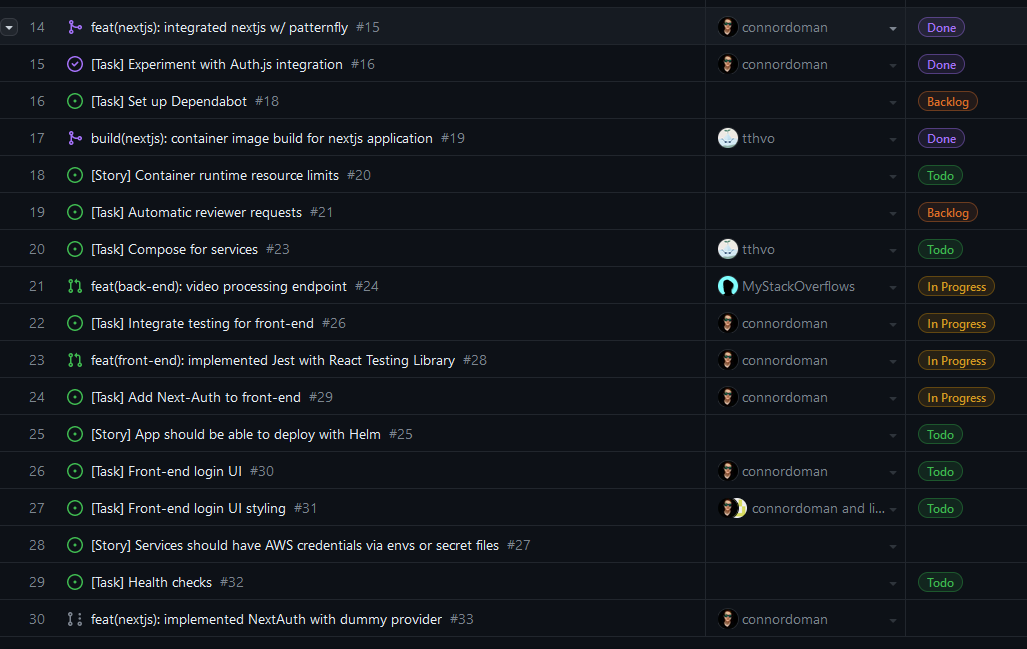 14 feat(nextjs): integrated nextjs w/ patternfly #15 connordoman Done
15 [Task] Experiment with Auth.js integration #16 connordoman Done
16 [Task] Set up Dependabot #18 Backlog
17 build(nextjs): container image build for nextjs application #19 tthvo Done
18 [Story] Container runtime resource limits #20 Todo
19 [Task] Automatic reviewer requests #21 Backlog
20 [Task] Compose for services #23 tthvo Todo
21 feat(back-end): video processing endpoint #24 MyStackOverflows In Progress
22 [Task] Integrate testing for front-end #26 connordoman In Progress
23 feat(front-end): implemented Jest with React Testing Library #28 connordoman In Progress
24 [Task] Add Next-Auth to front-end #29 connordoman In Progress
25 [Story] App should be able to deploy with Helm #25 Todo
26 [Task] Front-end login UI #30 connordoman Todo
27 [Task] Front-end login UI styling #31 connordoman and li... Todo
28 [Story] Services should have AWS credentials via envs or secret files #27
29 [Task] Health checks #32 Todo
30 feat(nextjs): implemented NextAuth with dummy provider #33 connordoman